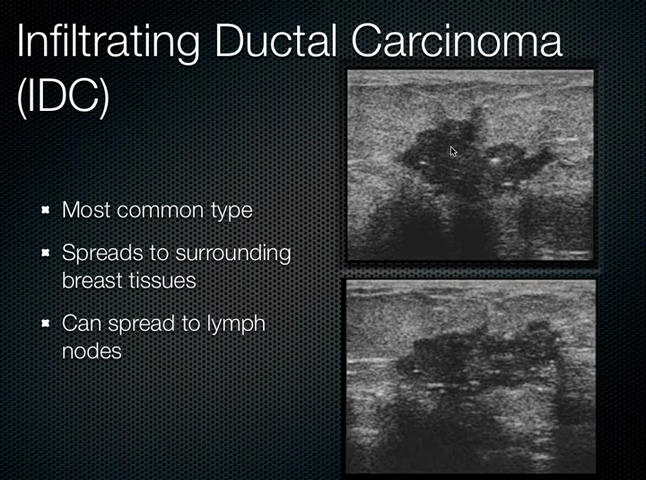 Infiltrating Ductal Carcinoma
(IDC)
Most common type
Spreads to surrounding
breast tissues
Can spread to lymph
nodes